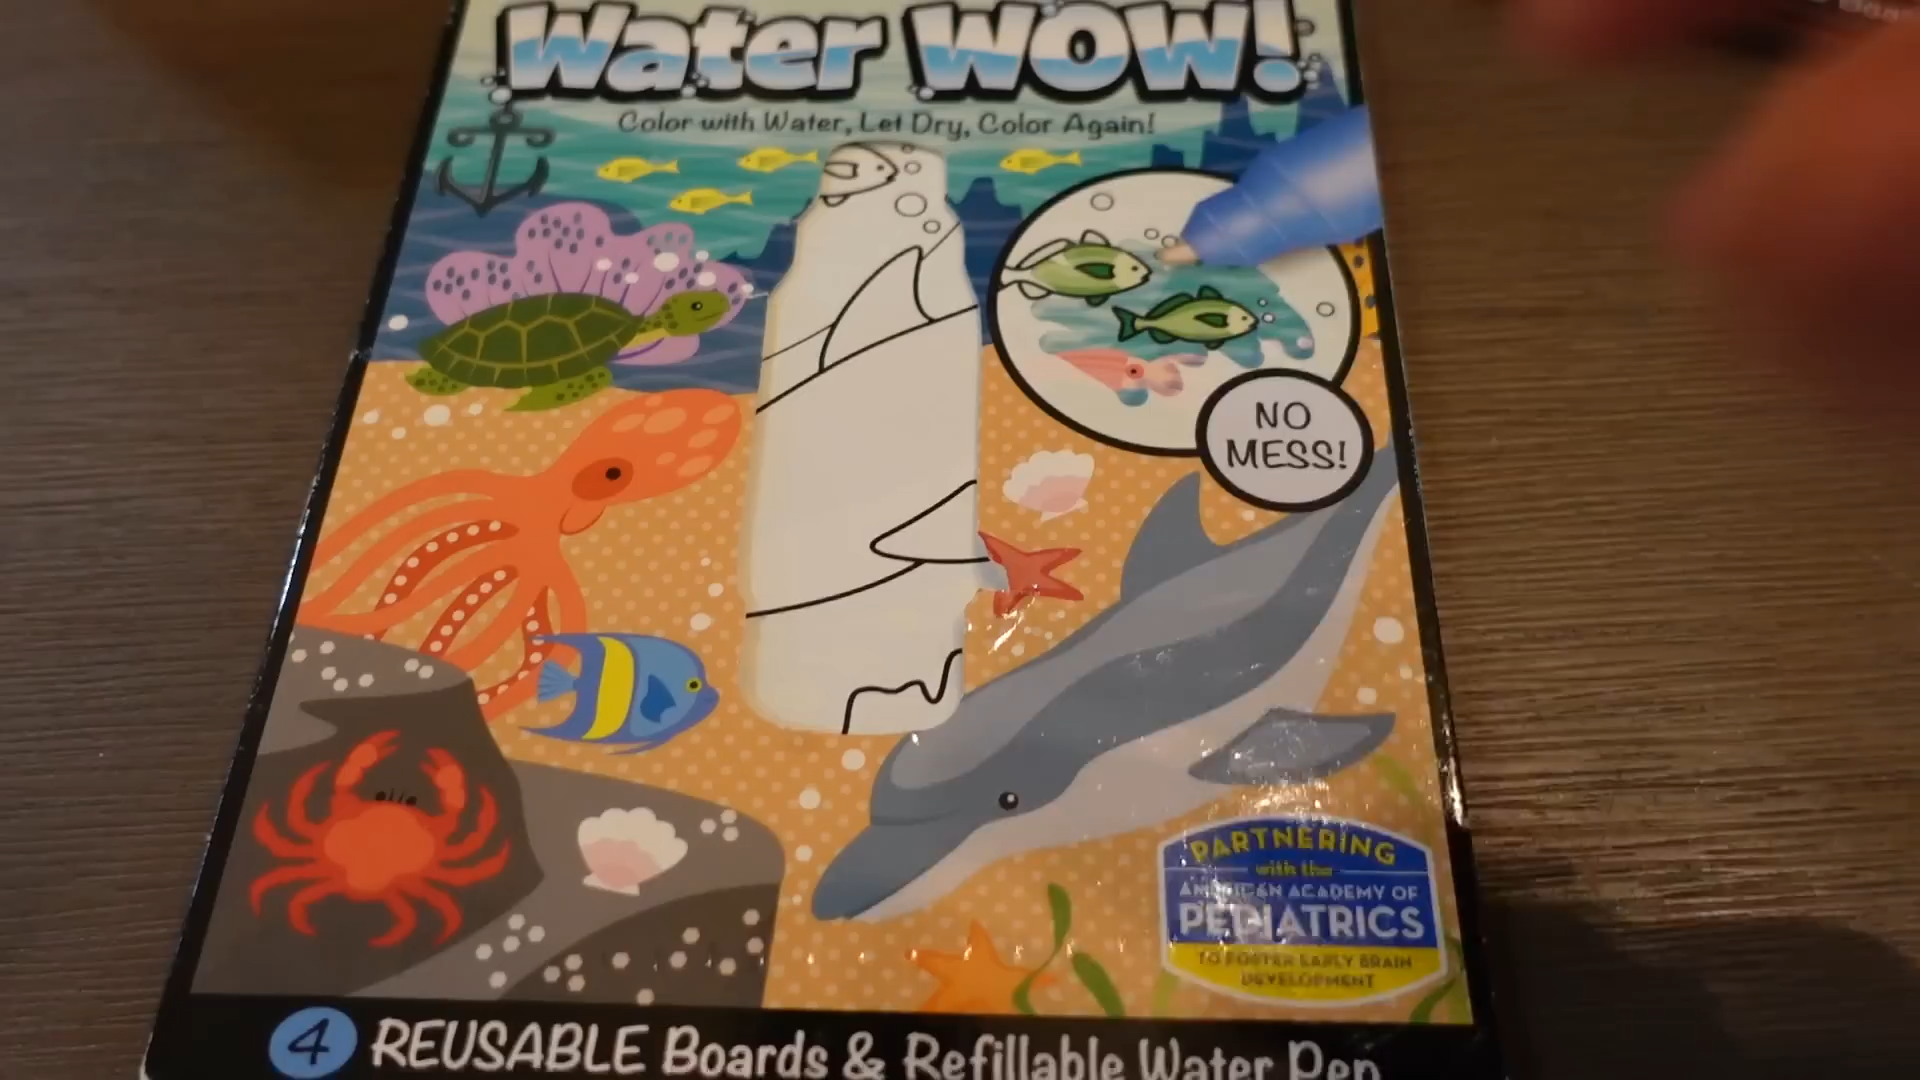 Water WOW!
Color with Water, Let Dry, Color Again!
NO
MESS!
PARTNERING
with the
AMERICAN ACADEMY OF
PEDIATRICS
TO FOSTER EARLY BRAIN
DEVELOPMENT
4 REUSABLE Boards & Refillable Water Pen